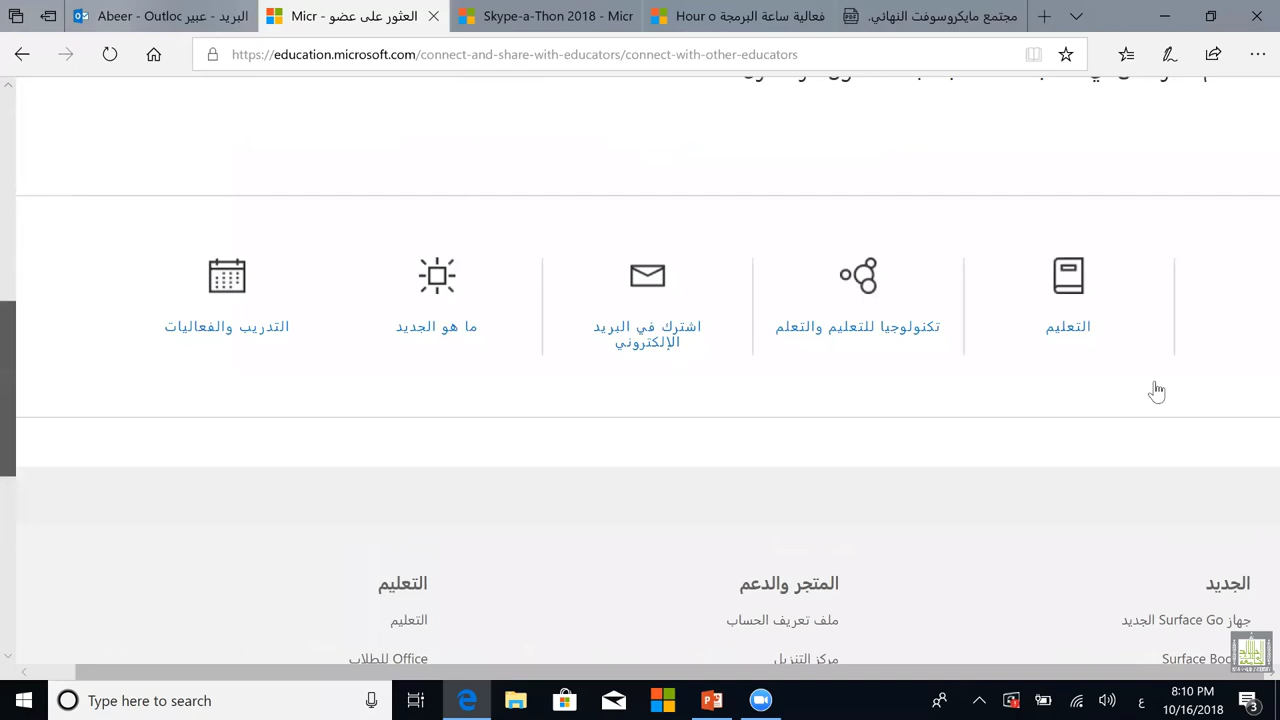 البريد - عبير Abeer - Outloc
العثور على عضو - Micr
Skype-a-Thon 2018 - Micr
فعالية ساعة البرمجة Hour o
مجتمع مايكروسوفت النهائي.
https://education.microsoft.com/connect-and-share-with-educators/connect-with-other-educators
التعليم
تكنولوجيا للتعليم والتعلم
اشترك في البريد
الإلكتروني
ما هو الجديد
التدريب والفعاليات
الجديد
المتجر والدعم
التعليم
جهاز Surface Go الجديد
ملف تعريف الحساب
التعليم
Surface Boo
مركز التنزيل
Office للطلاب
Type here to search
ع
8:10 PM
10/16/2018
3